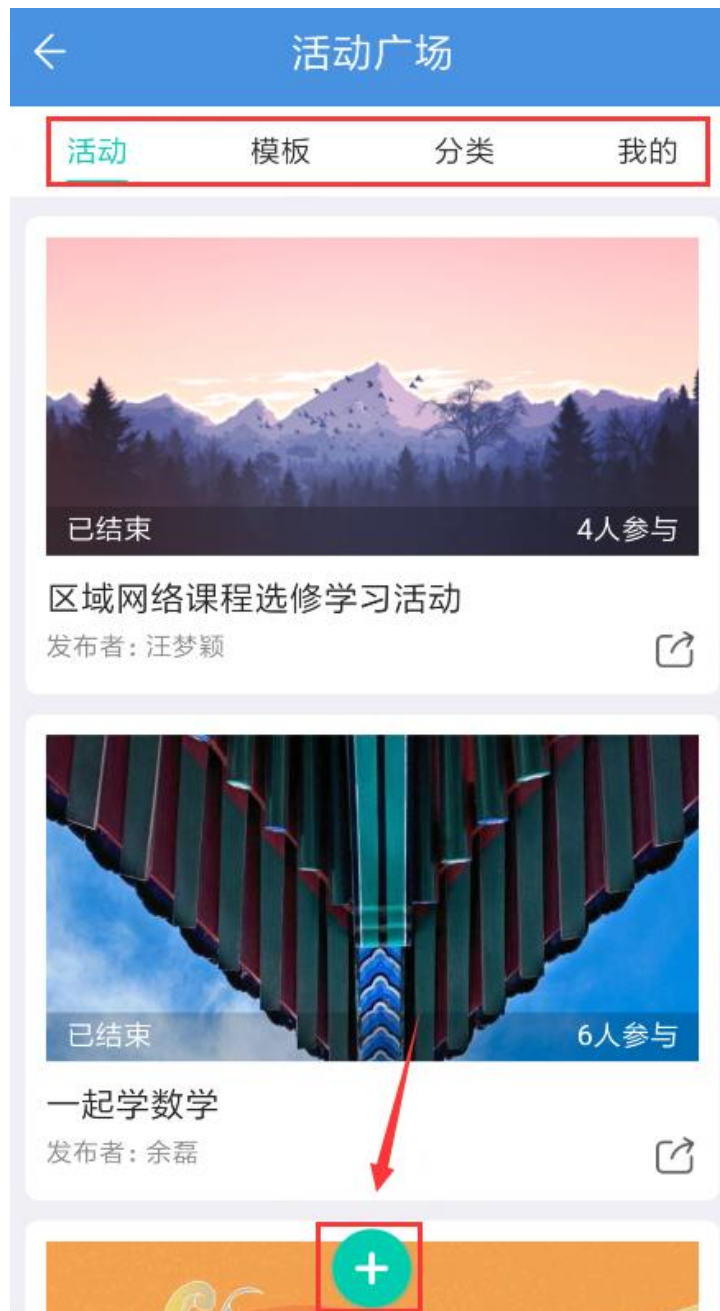 活动广场
活动 模板 分类 我的
已结束 4人参与
区域网络课程选修学习活动
发布者：汪梦颖
已结束 6人参与
一起学数学
发布者：余磊